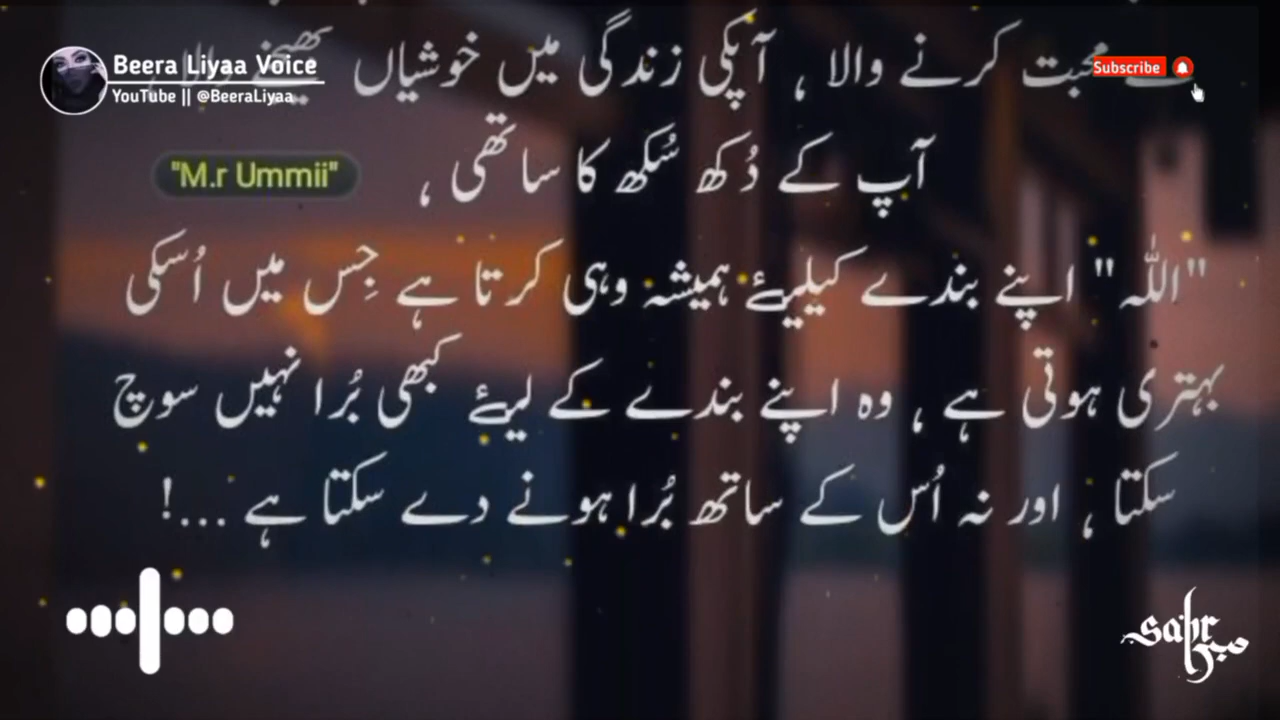 محبت کرنے والا ، آپکی زندگی میں خوشیاں
Beera Liyaa Voice
YouTube || @BeeraLiyaa
Subscribe
آپ کے دُکھ سُکھ کا ساتھی ،
"M.r Ummii"
"اللّٰہ" اپنے بندے کیلیئے ہمیشہ وہی کرتا ہے جِس میں اُسکی
بہتری ہوتی ہے ، وہ اپنے بندے کے لیئے کبھی بُرا نہیں سوچ
سکتا ، اور نہ اُس کے ساتھ بُرا ہونے دے سکتا ہے ...!
sabr
صبر